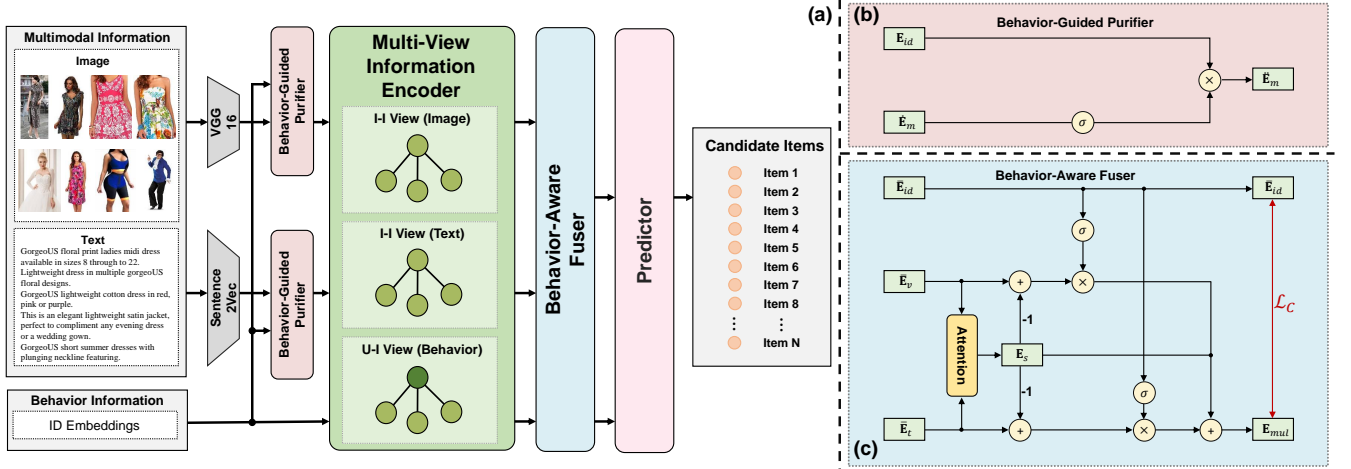 (a)
Multimodal Information
Image
Text
GorgeoUS floral print ladies midi dress
available in sizes 8 through to 22.
Lightweight dress in multiple gorgeoUS
floral designs.
GorgeoUS lightweight cotton dress in red,
pink or purple.
This is an elegant lightweight satin jacket,
perfect to compliment any evening dress
or a wedding gown.
GorgeoUS short summer dresses with
plunging neckline featuring.
Behavior Information
ID Embeddings
VGG
16
Sentence
2Vec
Behavior-Guided
Purifier
Behavior-Guided
Purifier
Multi-View
Information
Encoder
I-I View (Image)
I-I View (Text)
U-I View (Behavior)
Behavior-Aware
Fuser
Predictor
Candidate Items
Item 1
Item 2
Item 3
Item 4
Item 5
Item 6
Item 7
Item 8
⋮ ⋮
Item N
(b)
Behavior-Guided Purifier
E_id
×
Ë_m
Ė_m
σ
Behavior-Aware Fuser
Ē_id
Ē_id
σ
Ē_v
+
×
-1
Attention
E_s
ℒ_C
-1
σ
Ē_t
+
×
+
E_mul
(c)